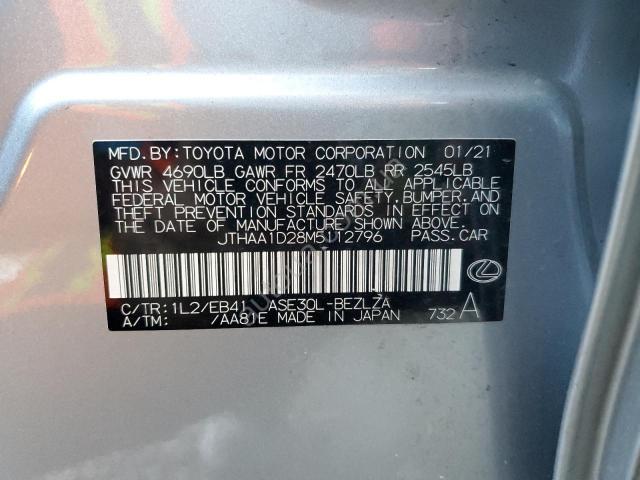 MFD.BY:TOYOTA MOTOR CORPORATION 01/21
GVWR 4690LB GAWR FR 2470LB RR 2545LB
THIS VEHICLE CONFORMS TO ALL APPLICABLE
FEDERAL MOTOR VEHICLE SAFETY,BUMPER,AND
THEFT PREVENTION STANDARDS IN EFFECT ON
THE DATE OF MANUFACTURE SHOWN ABOVE.
JTHAA1D28M5112796 PASS.CAR
C/TR:1L2/EB41 ASE30L-BEZLZA
A/TM: /AA81E MADE IN JAPAN 732 A